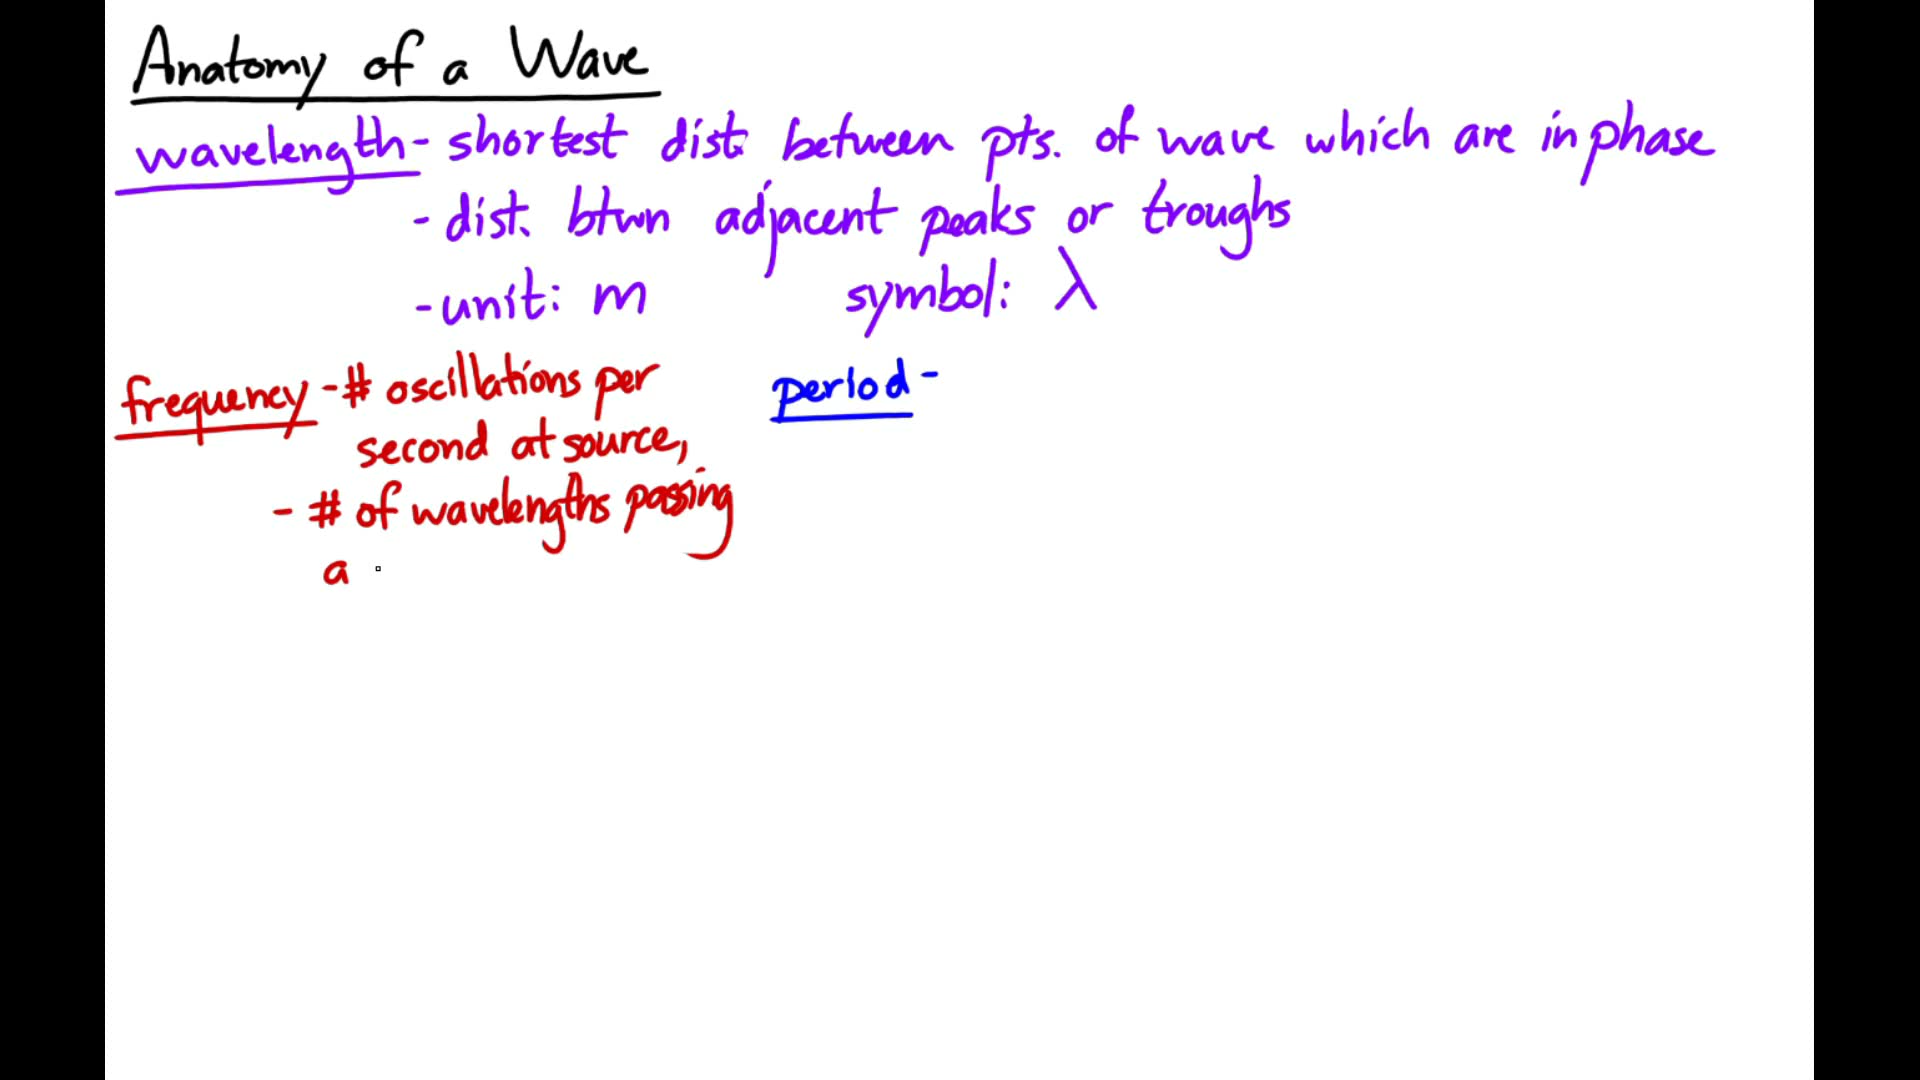 Anatomy of a Wave
wavelength - shortest dist. between pts. of wave which are in phase
- dist. btwn adjacent peaks or troughs
- unit: m symbol: λ
frequency - # oscillations per
second at source,
- # of wavelengths passing
a
period -